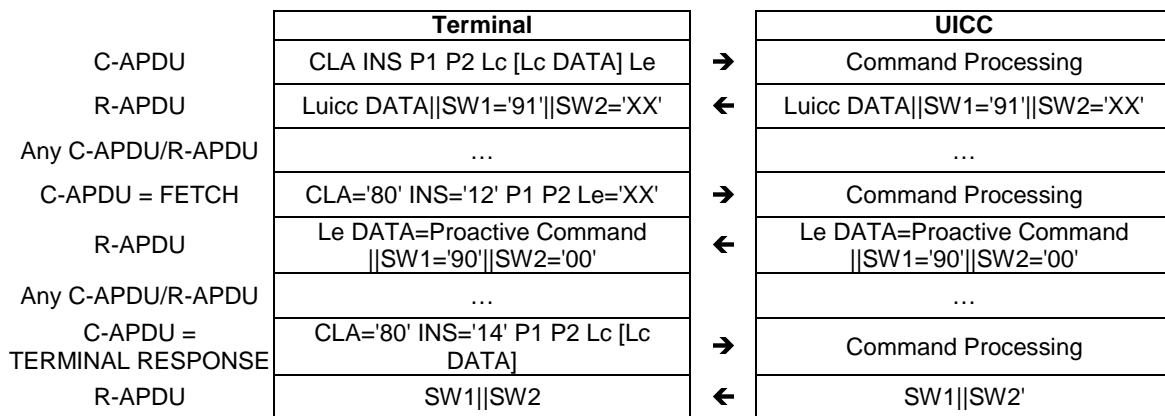 Terminal UICC
C-APDU CLA INS P1 P2 Lc [Lc DATA] Le → Command Processing
R-APDU Luicc DATA||SW1='91'||SW2='XX' ← Luicc DATA||SW1='91'||SW2='XX'
Any C-APDU/R-APDU … …
C-APDU = FETCH CLA='80' INS='12' P1 P2 Le='XX' → Command Processing
R-APDU Le DATA=Proactive Command ← Le DATA=Proactive Command
||SW1='90'||SW2='00' ||SW1='90'||SW2='00'
Any C-APDU/R-APDU … …
C-APDU = CLA='80' INS='14' P1 P2 Lc [Lc → Command Processing
TERMINAL RESPONSE DATA]
R-APDU SW1||SW2 ← SW1||SW2'